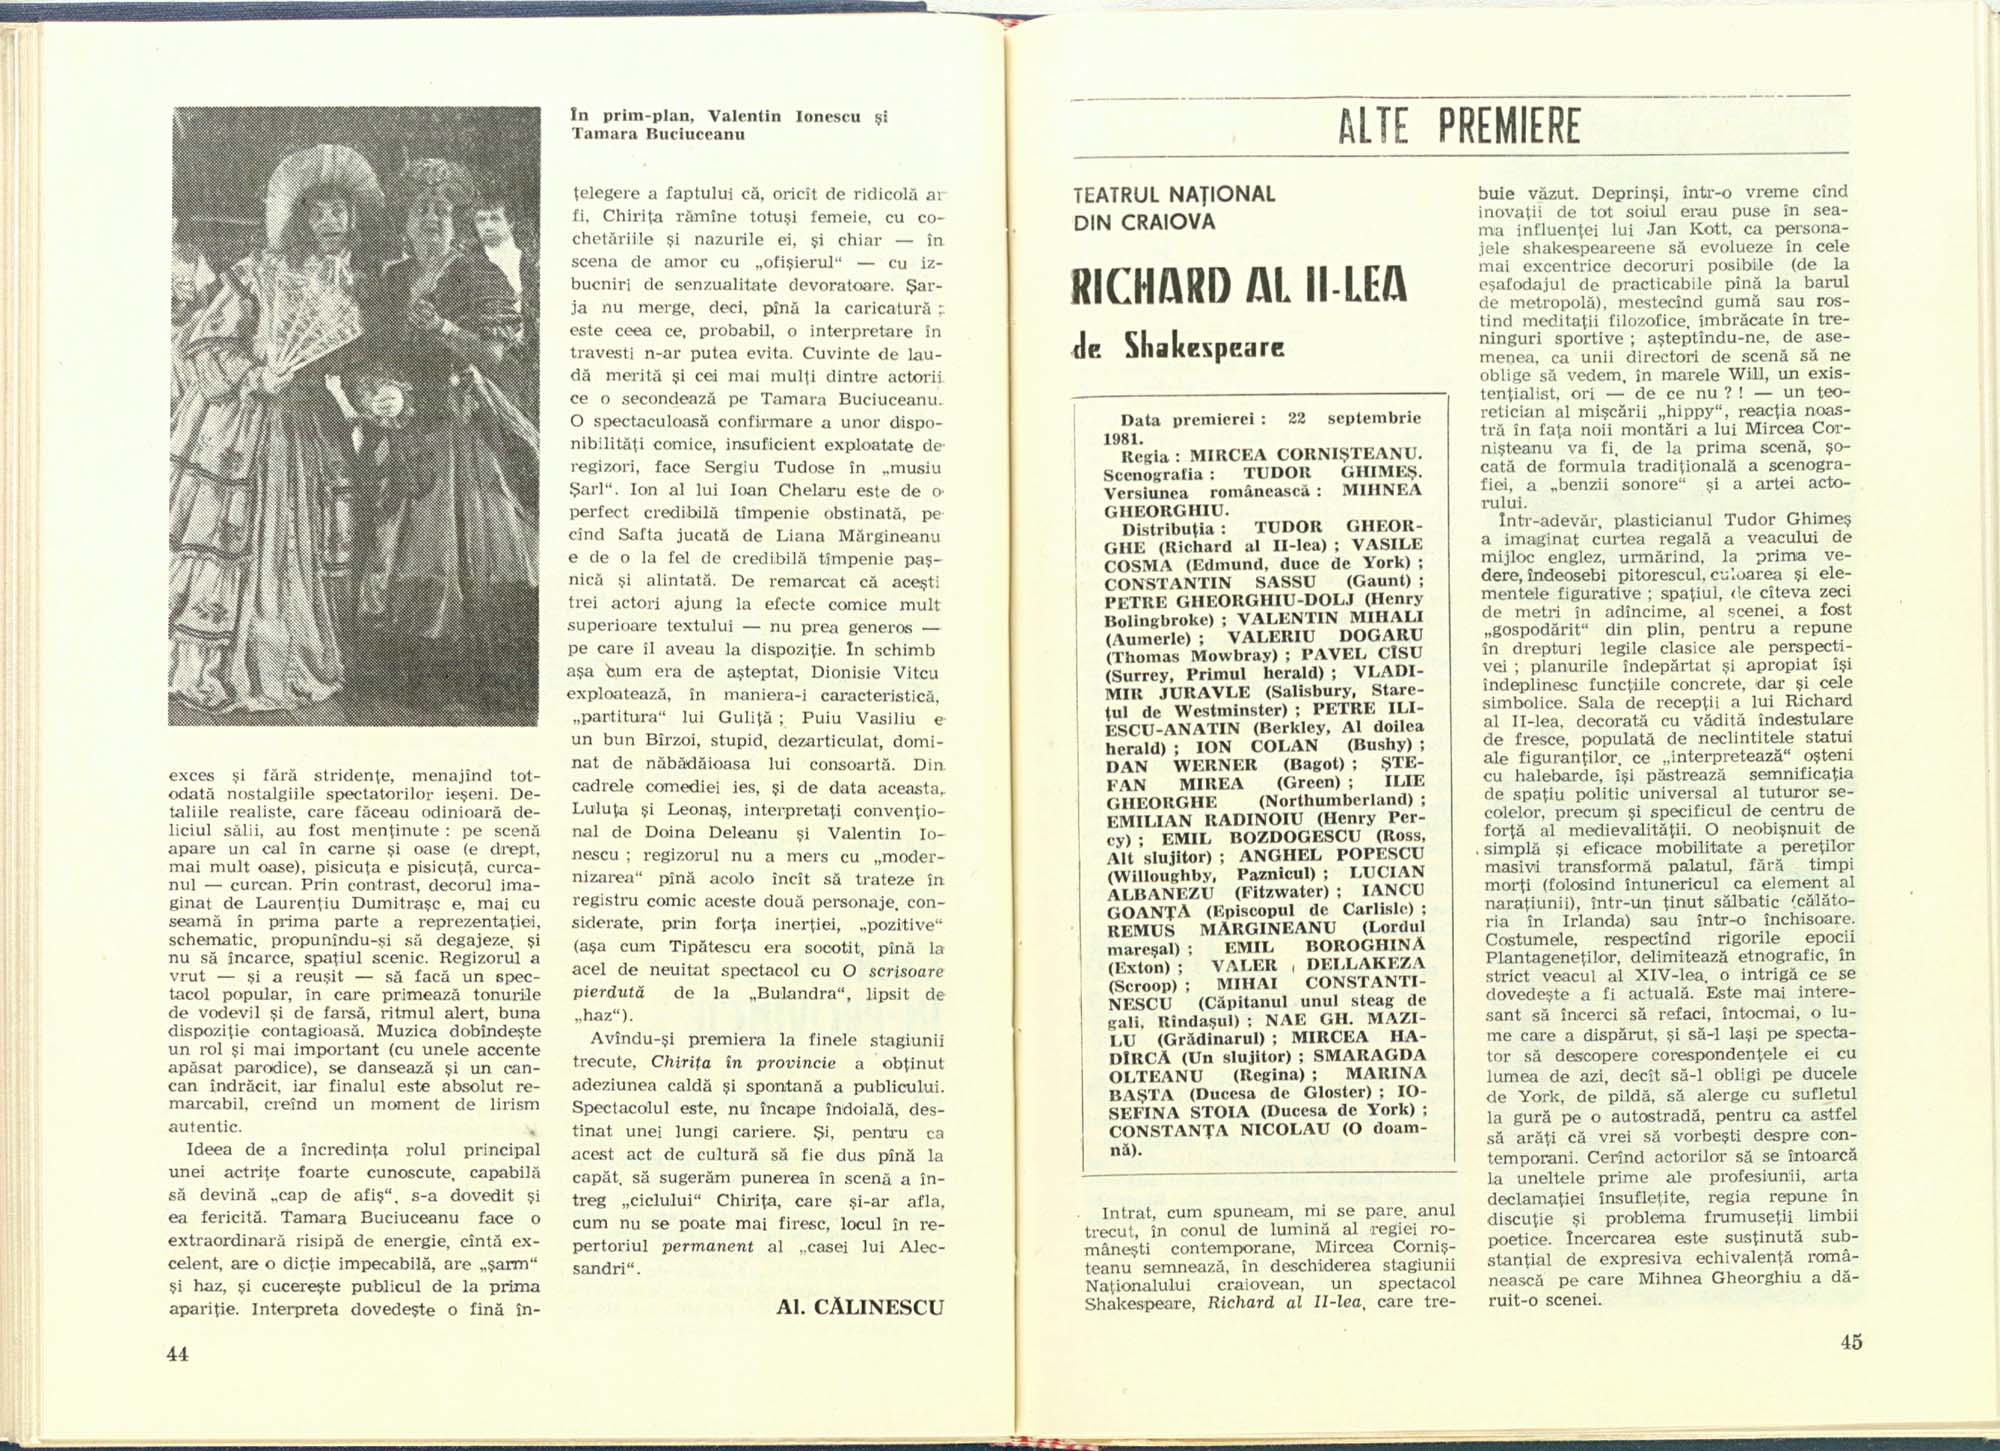 În prim-plan, Valentin Ionescu și
Tamara Buciuceanu
exces și fără stridențe, menajînd tot-
odată nostalgiile spectatorilor ieșeni. De-
taliile realiste, care făceau odinioară de-
liciul sălii, au fost menținute : pe scenă
apare un cal în carne și oase (e drept,
mai mult oase), pisicuța e pisicuță, curca-
nul — curcan. Prin contrast, decorul ima-
ginat de Laurențiu Dumitrașc e, mai cu
seamă în prima parte a reprezentației,
schematic, propunîndu-și să degajeze, și
nu să încarce, spațiul scenic. Regizorul a
vrut — și a reușit — să facă un spec-
tacol popular, în care primează tonurile
de vodevil și de farsă, ritmul alert, buna
dispoziție contagioasă. Muzica dobîndește
un rol și mai important (cu unele accente
apăsat parodice), se dansează și un can-
can îndrăcit, iar finalul este absolut re-
marcabil, creînd un moment de lirism
autentic.
Ideea de a încredința rolul principal
unei actrițe foarte cunoscute, capabilă
să devină „cap de afiș“, s-a dovedit și
ea fericită. Tamara Buciuceanu face o
extraordinară risipă de energie, cîntă ex-
celent, are o dicție impecabilă, are „șarm“
și haz, și cucerește publicul de la prima
apariție. Interpreta dovedește o fină în-
țelegere a faptului că, oricît de ridicolă ar
fi, Chirița rămîne totuși femeie, cu co-
chetăriile și nazurile ei, și chiar — în
scena de amor cu „ofișierul“ — cu iz-
bucniri de senzualitate devoratoare. Șar-
ja nu merge, deci, pînă la caricatură ;
este ceea ce, probabil, o interpretare în
travesti n-ar putea evita. Cuvinte de lau-
dă merită și cei mai mulți dintre actorii
ce o secondează pe Tamara Buciuceanu.
O spectaculoasă confirmare a unor dispo-
nibilități comice, insuficient exploatate de
regizori, face Sergiu Tudose în „musiu
Șarl“. Ion al lui Ioan Chelaru este de o
perfect credibilă tîmpenie obstinată, pe
cînd Safta jucată de Liana Mărgineanu
e de o la fel de credibilă tîmpenie paș-
nică și alintată. De remarcat că acești
trei actori ajung la efecte comice mult
superioare textului — nu prea generos —
pe care îl aveau la dispoziție. În schimb
așa cum era de așteptat, Dionisie Vitcu
exploatează, în maniera-i caracteristică,
„partitura“ lui Guliță ; Puiu Vasiliu e
un bun Bîrzoi, stupid, dezarticulat, domi-
nat de năbădăioasa lui consoartă. Din
cadrele comediei ies, și de data aceasta,
Luluța și Leonaș, interpretați convențio-
nal de Doina Deleanu și Valentin Io-
nescu ; regizorul nu a mers cu „moder-
nizarea“ pînă acolo încît să trateze în
registru comic aceste două personaje, con-
siderate, prin forța inerției, „pozitive“
(așa cum Tipătescu era socotit, pînă la
acel de neuitat spectacol cu O scrisoare
pierdută de la „Bulandra“, lipsit de
„haz“).
Avîndu-și premiera la finele stagiunii
trecute, Chirița în provincie a obținut
adeziunea caldă și spontană a publicului.
Spectacolul este, nu încape îndoială, des-
tinat unei lungi cariere. Și, pentru ca
acest act de cultură să fie dus pînă la
capăt, să sugerăm punerea în scenă a în-
treg „ciclului“ Chirița, care și-ar afla,
cum nu se poate mai firesc, locul în re-
pertoriul permanent al „casei lui Alec-
sandri“.
Al. CĂLINESCU
44
ALTE PREMIERE
TEATRUL NAȚIONAL
DIN CRAIOVA
RICHARD AL II-LEA
de Shakespeare
Data premierei : 22 septembrie
1981.
Regia : MIRCEA CORNIȘTEANU.
Scenografia : TUDOR GHIMEȘ.
Versiunea românească : MIHNEA
GHEORGHIU.
Distribuția : TUDOR GHEOR-
GHE (Richard al II-lea) ; VASILE
COSMA (Edmund, duce de York) ;
CONSTANTIN SASSU (Gaunt) ;
PETRE GHEORGHIU-DOLJ (Henry
Bolingbroke) ; VALENTIN MIHALI
(Aumerle) ; VALERIU DOGARU
(Thomas Mowbray) ; PAVEL CÎSU
(Surrey, Primul herald) ; VLADI-
MIR JURAVLE (Salisbury, Stare-
țul de Westminster) ; PETRE ILI-
ESCU-ANATIN (Berkley, Al doilea
herald) ; ION COLAN (Bushy) ;
DAN WERNER (Bagot) ; ȘTE-
FAN MIREA (Green) ; ILIE
GHEORGHE (Northumberland) ;
EMILIAN RADINOIU (Henry Per-
cy) ; EMIL BOZDOGESCU (Ross,
Alt slujitor) ; ANGHEL POPESCU
(Willoughby, Paznicul) ; LUCIAN
ALBANEZU (Fitzwater) ; IANCU
GOANȚĂ (Episcopul de Carlisle) ;
REMUS MĂRGINEANU (Lordul
mareșal) ; EMIL BOROGHINĂ
(Exton) ; VALER DELLAKEZA
(Scroop) ; MIHAI CONSTANTI-
NESCU (Căpitanul unul steag de
gali, Rîndașul) ; NAE GH. MAZI-
LU (Grădinarul) ; MIRCEA HA-
DÎRCĂ (Un slujitor) ; SMARAGDA
OLTEANU (Regina) ; MARINA
BAȘTA (Ducesa de Gloster) ; IO-
SEFINA STOIA (Ducesa de York) ;
CONSTANȚA NICOLAU (O doam-
nă).
Intrat, cum spuneam, mi se pare, anul
trecut, în conul de lumină al regiei ro-
mânești contemporane, Mircea Corniș-
teanu semnează, în deschiderea stagiunii
Naționalului craiovean, un spectacol
Shakespeare, Richard al II-lea, care tre-
buie văzut. Deprinși, într-o vreme cînd
inovații de tot soiul erau puse în sea-
ma influenței lui Jan Kott, ca persona-
jele shakespeareene să evolueze în cele
mai excentrice decoruri posibile (de la
eșafodajul de practicabile pînă la barul
de metropolă), mestecînd gumă sau ros-
tind meditații filozofice, îmbrăcate în tre-
ninguri sportive ; așteptîndu-ne, de ase-
menea, ca unii directori de scenă să ne
oblige să vedem, în marele Will, un exis-
tențialist, ori — de ce nu ? ! — un teo-
retician al mișcării „hippy“, reacția noas-
tră în fața noii montări a lui Mircea Cor-
nișteanu va fi, de la prima scenă, șo-
cată de formula tradițională a scenogra-
fiei, a „benzii sonore“ și a artei acto-
rului.
Într-adevăr, plasticianul Tudor Ghimeș
a imaginat curtea regală a veacului de
mijloc englez, urmărind, la prima ve-
dere, îndeosebi pitorescul, culoarea și ele-
mentele figurative ; spațiul, de cîteva zeci
de metri în adîncime, al scenei, a fost
„gospodărit“ din plin, pentru a repune
în drepturi legile clasice ale perspecti-
vei ; planurile îndepărtat și apropiat își
îndeplinesc funcțiile concrete, dar și cele
simbolice. Sala de recepții a lui Richard
al II-lea, decorată cu vădită îndestulare
de fresce, populată de neclintitele statui
ale figuranților, ce „interpretează“ oșteni
cu halebarde, își păstrează semnificația
de spațiu politic universal al tuturor se-
colelor, precum și specificul de centru de
forță al medievalității. O neobișnuit de
simplă și eficace mobilitate a pereților
masivi transformă palatul, fără timpi
morți (folosind întunericul ca element al
narațiunii), într-un ținut sălbatic (călăto-
ria în Irlanda) sau într-o închisoare.
Costumele, respectînd rigorile epocii
Plantageneților, delimitează etnografic, în
strict veacul al XIV-lea, o intrigă ce se
dovedește a fi actuală. Este mai intere-
sant să încerci să refaci, întocmai, o lu-
me care a dispărut, și să-l lași pe specta-
tor să descopere corespondențele ei cu
lumea de azi, decît să-l obligi pe ducele
de York, de pildă, să alerge cu sufletul
la gură pe o autostradă, pentru ca astfel
să arăți că vrei să vorbești despre con-
temporani. Cerînd actorilor să se întoarcă
la uneltele prime ale profesiunii, arta
declamației însuflețite, regia repune în
discuție și problema frumuseții limbii
poetice. Încercarea este susținută sub-
stanțial de expresiva echivalență româ-
nească pe care Mihnea Gheorghiu a dă-
ruit-o scenei.
45